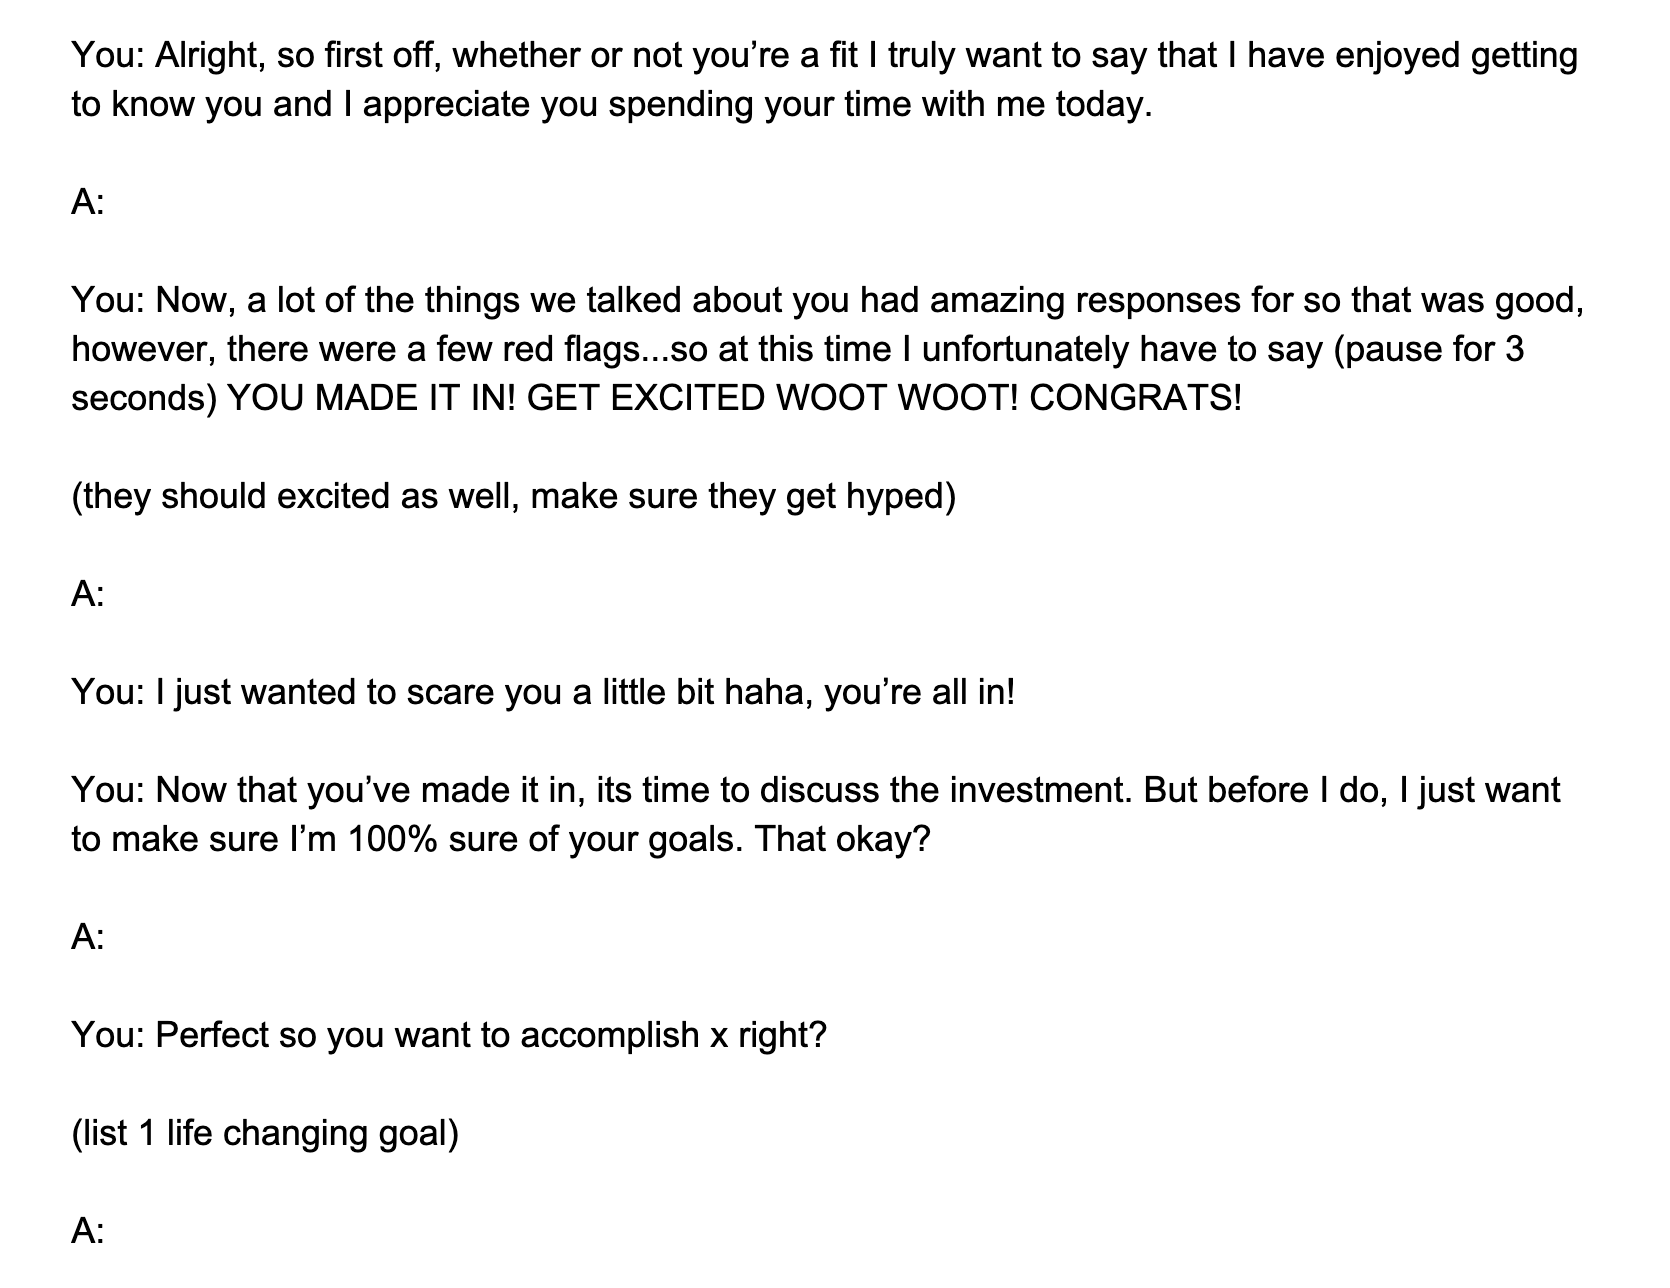 You: Alright, so first off, whether or not you’re a fit I truly want to say that I have enjoyed getting
to know you and I appreciate you spending your time with me today.
A:
You: Now, a lot of the things we talked about you had amazing responses for so that was good,
however, there were a few red flags...so at this time I unfortunately have to say (pause for 3
seconds) YOU MADE IT IN! GET EXCITED WOOT WOOT! CONGRATS!
(they should excited as well, make sure they get hyped)
A:
You: I just wanted to scare you a little bit haha, you’re all in!
You: Now that you’ve made it in, its time to discuss the investment. But before I do, I just want
to make sure I’m 100% sure of your goals. That okay?
A:
You: Perfect so you want to accomplish x right?
(list 1 life changing goal)
A: